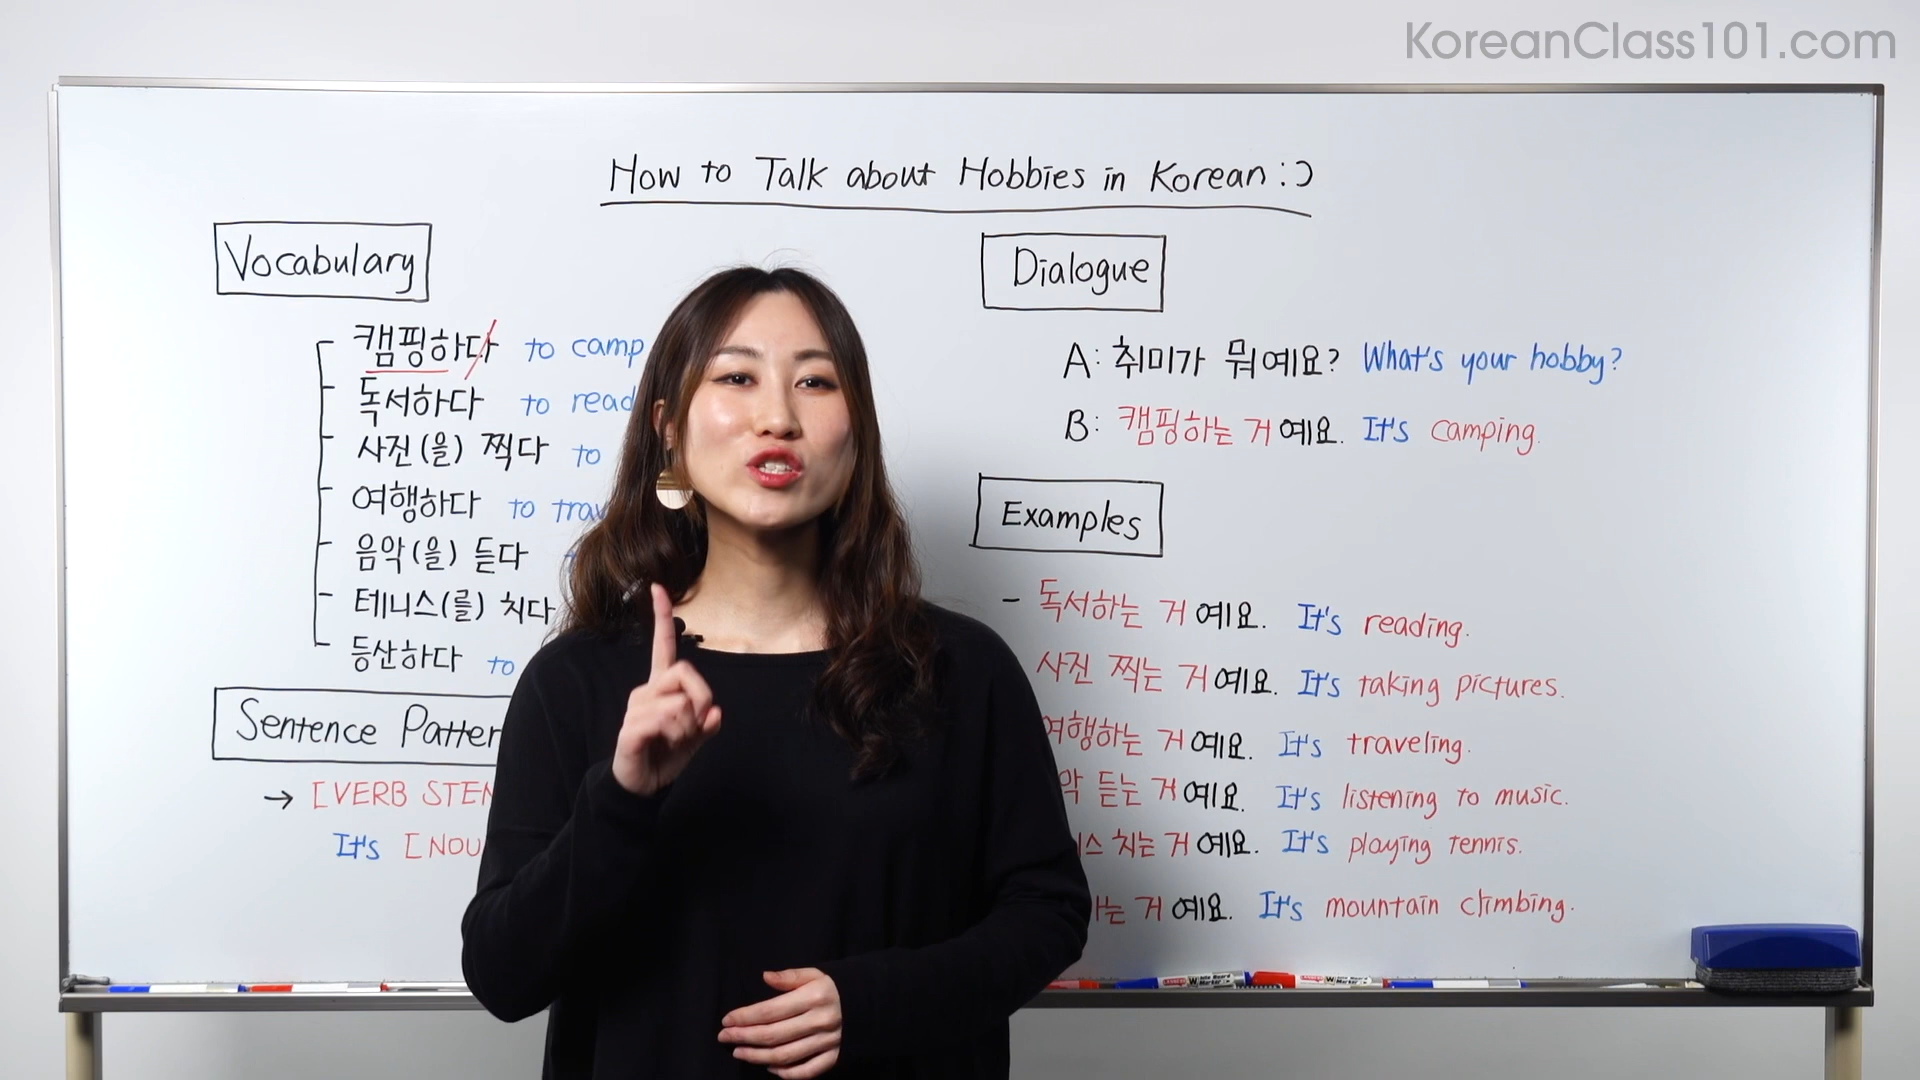 KoreanClass101.com
How to Talk about Hobbies in Korean :)
Vocabulary
캠핑하다 to camp
독서하다 to read
사진(을) 찍다 to
여행하다 to
음악(을) 듣다
테니스(를) 치다
등산하다 to
Sentence
→ [VERB
It's
Dialogue
A: 취미가 뭐예요? What's your hobby?
B: 캠핑하는 거예요. It's camping.
Examples
- 독서하는 거예요. It's reading.
사진 찍는 거예요. It's taking pictures.
여행하는 거예요. It's traveling.
듣는 거예요. It's listening to music.
치는 거예요. It's playing tennis.
거예요. It's mountain climbing.